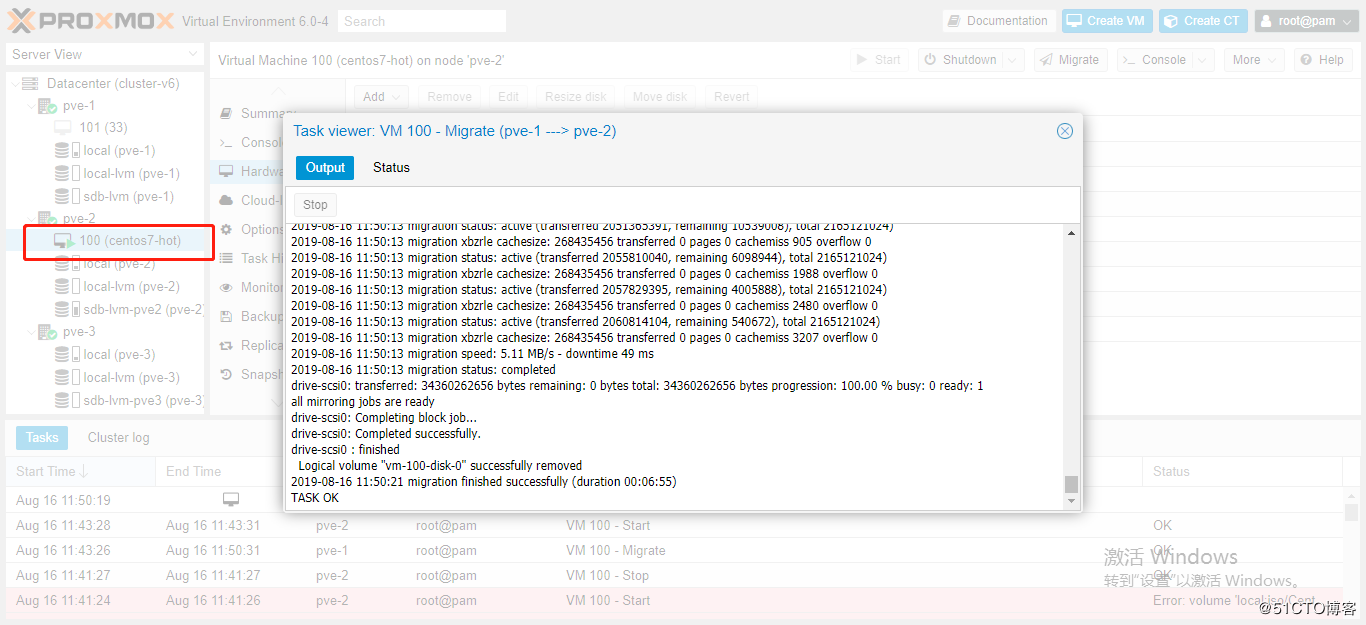 PROXMOX Virtual Environment 6.0-4 Search Documentation Create VM Create CT root@pam
Server View
Virtual Machine 100 (centos7-hot) on node 'pve-2' Start Shutdown Migrate Console More Help
Datacenter (cluster-v6)
pve-1
101 (33)
local (pve-1)
local-lvm (pve-1)
sdb-lvm (pve-1)
pve-2
100 (centos7-hot)
local (pve-2)
local-lvm (pve-2)
sdb-lvm-pve2 (pve-2)
pve-3
local (pve-3)
local-lvm (pve-3)
sdb-lvm-pve3 (pve-3)
Summary
Consol
Hardwa
Cloud-I
Options
Task Hi
Monito
Backup
Replica
Snapsh
Add Remove Edit Resize disk Move disk Revert
Task viewer: VM 100 - Migrate (pve-1 ---> pve-2)
Output Status
Stop
2019-08-16 11:50:13 migration status: active (transferred 2051365391, remaining 10539008), total 2165121024)
2019-08-16 11:50:13 migration xbzrle cachesize: 268435456 transferred 0 pages 0 cachemiss 905 overflow 0
2019-08-16 11:50:13 migration status: active (transferred 2055810040, remaining 6098944), total 2165121024)
2019-08-16 11:50:13 migration xbzrle cachesize: 268435456 transferred 0 pages 0 cachemiss 1988 overflow 0
2019-08-16 11:50:13 migration status: active (transferred 2057829395, remaining 4005888), total 2165121024)
2019-08-16 11:50:13 migration xbzrle cachesize: 268435456 transferred 0 pages 0 cachemiss 2480 overflow 0
2019-08-16 11:50:13 migration status: active (transferred 2060814104, remaining 540672), total 2165121024)
2019-08-16 11:50:13 migration xbzrle cachesize: 268435456 transferred 0 pages 0 cachemiss 3207 overflow 0
2019-08-16 11:50:13 migration speed: 5.11 MB/s - downtime 49 ms
2019-08-16 11:50:13 migration status: completed
drive-scsi0: transferred: 34360262656 bytes remaining: 0 bytes total: 34360262656 bytes progression: 100.00 % busy: 0 ready: 1
all mirroring jobs are ready
drive-scsi0: Completing block job...
drive-scsi0: Completed successfully.
drive-scsi0 : finished
Logical volume "vm-100-disk-0" successfully removed
2019-08-16 11:50:21 migration finished successfully (duration 00:06:55)
TASK OK
Tasks Cluster log
Start Time End Time Status
Aug 16 11:50:19
Aug 16 11:43:28 Aug 16 11:43:31 pve-2 root@pam VM 100 - Start OK
Aug 16 11:43:26 Aug 16 11:50:31 pve-1 root@pam VM 100 - Migrate OK
Aug 16 11:41:27 Aug 16 11:41:27 pve-2 root@pam VM 100 - Stop OK
Aug 16 11:41:24 Aug 16 11:41:26 pve-2 root@pam VM 100 - Start Error: volume 'local:iso/Cent
激活 Windows
转到"设置"以激活 Windows。
@51CTO博客